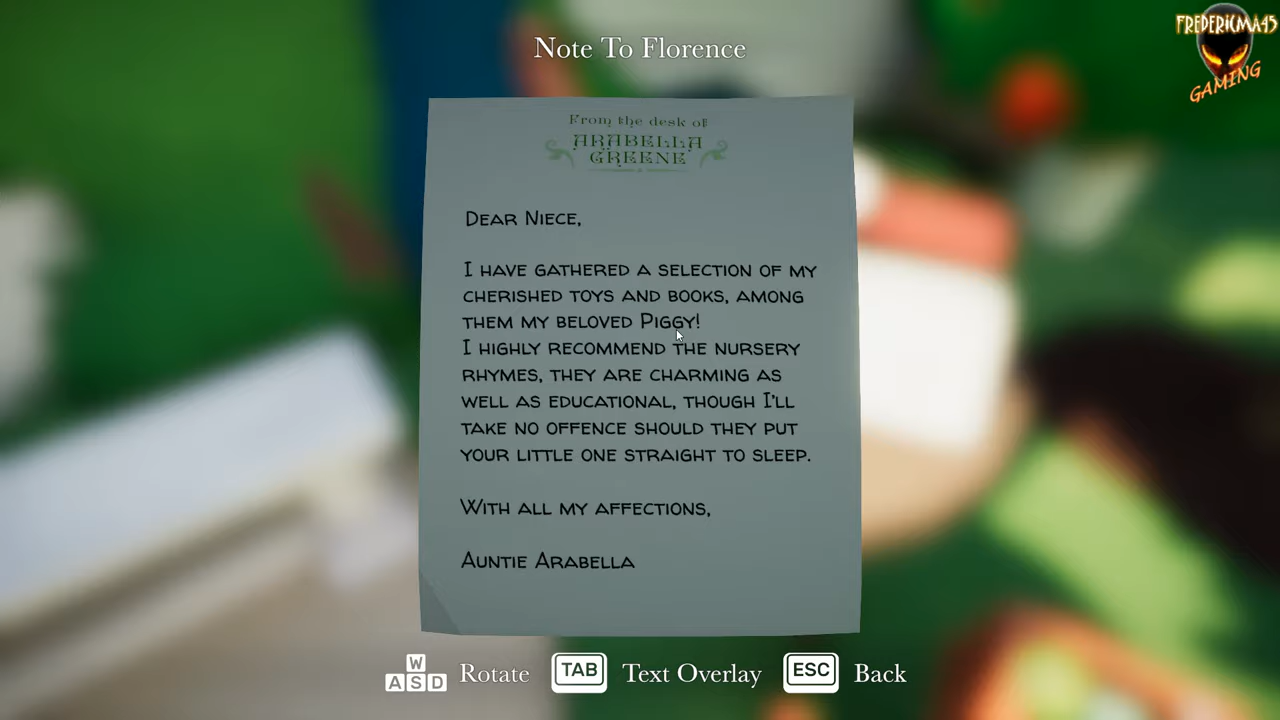 Note To Florence
FREDERICMA45
GAMING
From the desk of
ARABELLA
GREENE
DEAR NIECE,
I HAVE GATHERED A SELECTION OF MY
CHERISHED TOYS AND BOOKS, AMONG
THEM MY BELOVED PIGGY!
I HIGHLY RECOMMEND THE NURSERY
RHYMES, THEY ARE CHARMING AS
WELL AS EDUCATIONAL, THOUGH I'LL
TAKE NO OFFENCE SHOULD THEY PUT
YOUR LITTLE ONE STRAIGHT TO SLEEP.
WITH ALL MY AFFECTIONS,
AUNTIE ARABELLA
W
A S D Rotate TAB Text Overlay ESC Back